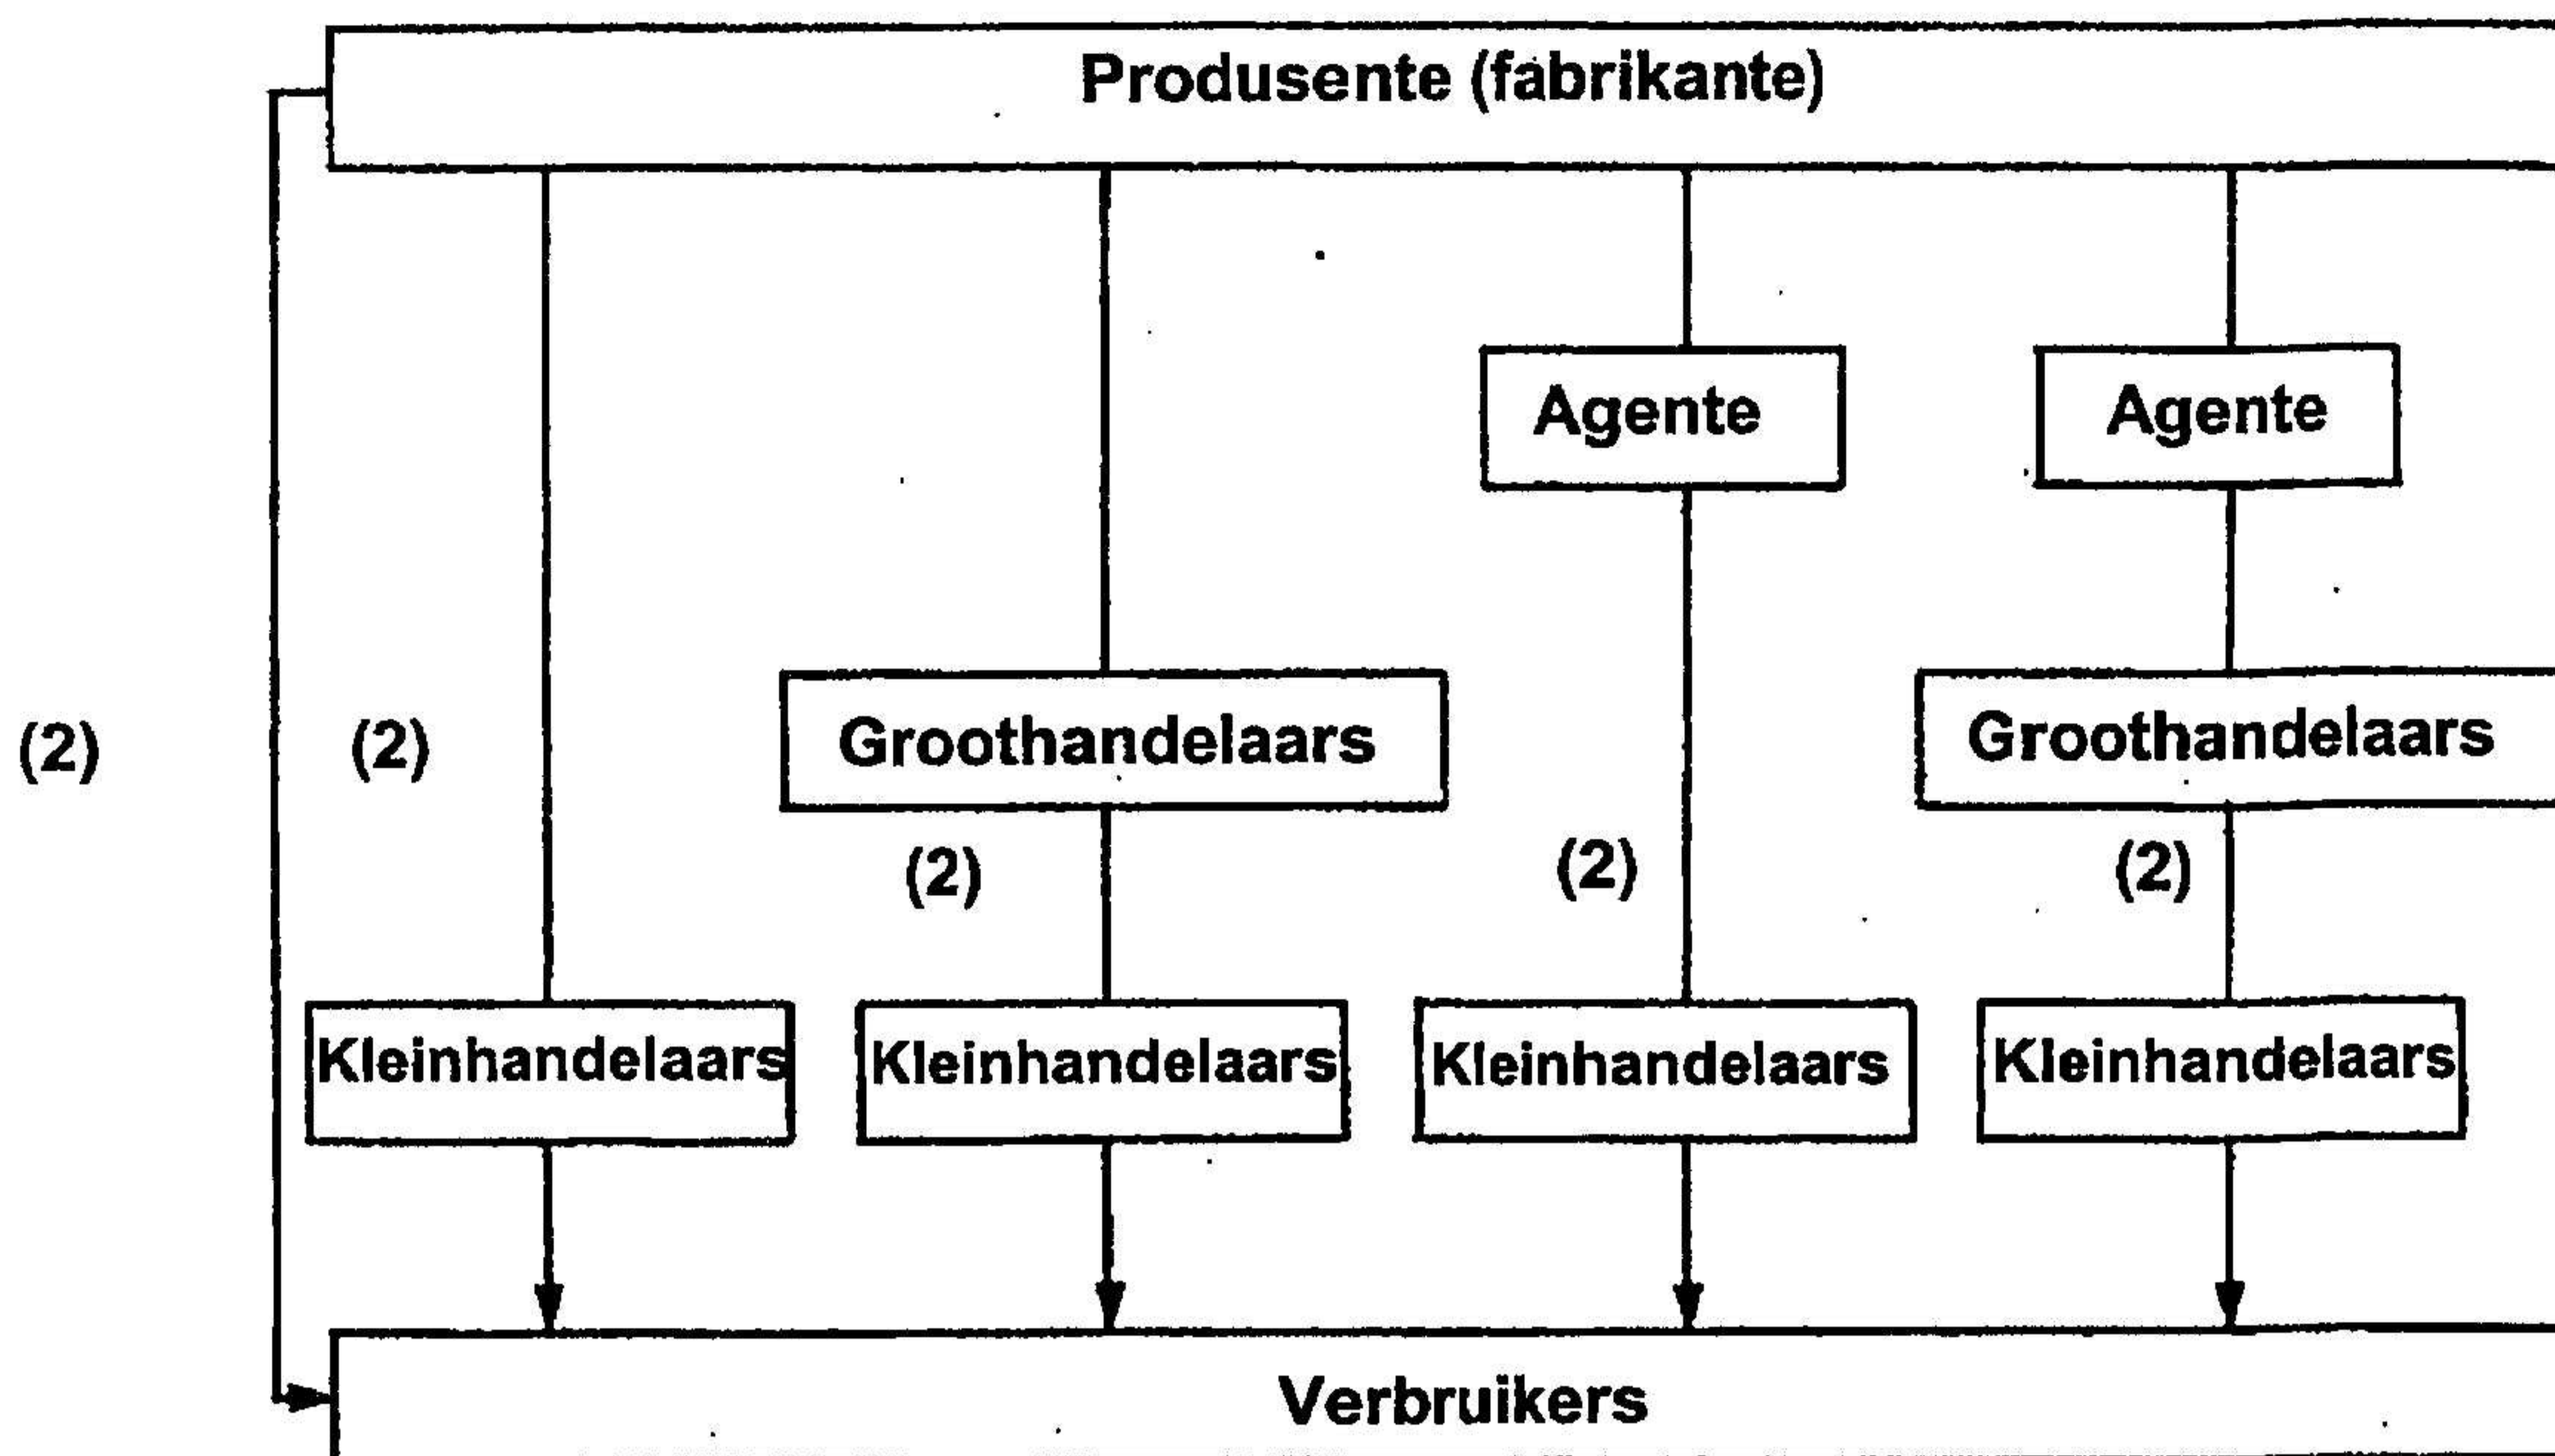 Produsente (fabrikante)
Agente
Agente
(2)
(2)
Groothandelaars
Groothandelaars
(2)
(2)
(2)
Kleinhandelaars
Kleinhandelaars
Kleinhandelaars
Kleinhandelaars
Verbruikers